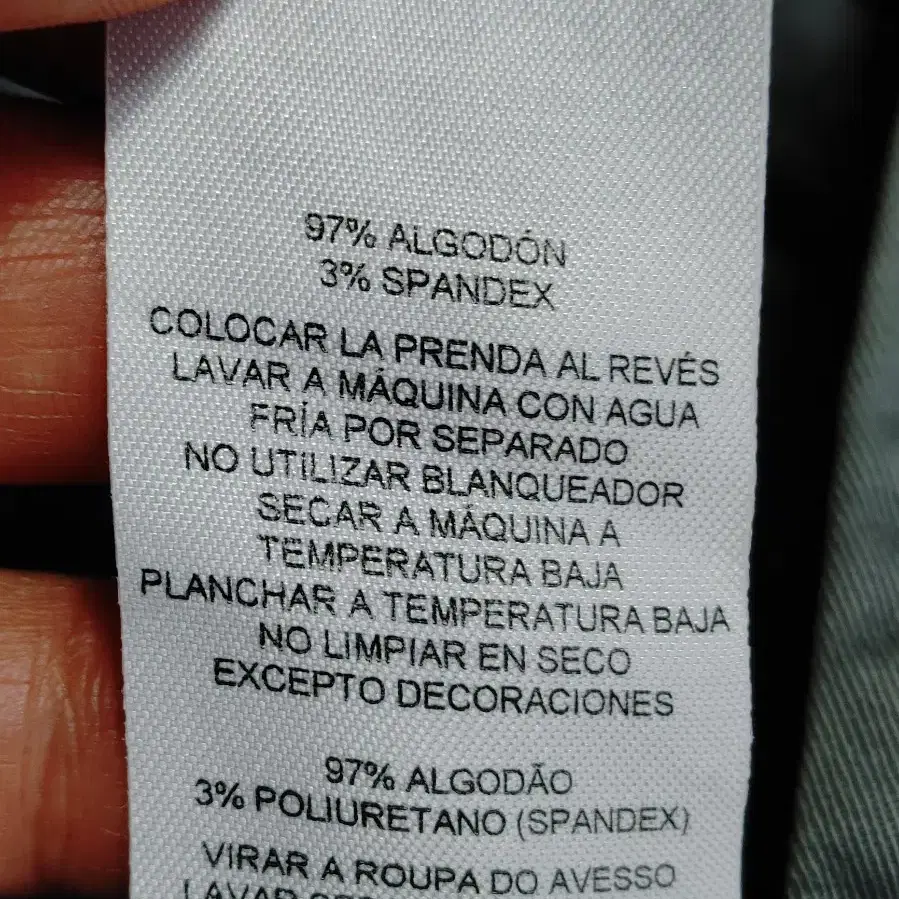 97% ALGODÓN
3% SPANDEX
COLOCAR LA PRENDA AL REVÉS
LAVAR A MÁQUINA CON AGUA
FRÍA POR SEPARADO
NO UTILIZAR BLANQUEADOR
SECAR A MÁQUINA A
TEMPERATURA BAJA
PLANCHAR A TEMPERATURA BAJA
NO LIMPIAR EN SECO
EXCEPTO DECORACIONES
97% ALGODÃO
3% POLIURETANO (SPANDEX)
VIRAR A ROUPA DO AVESSO
LAVAR